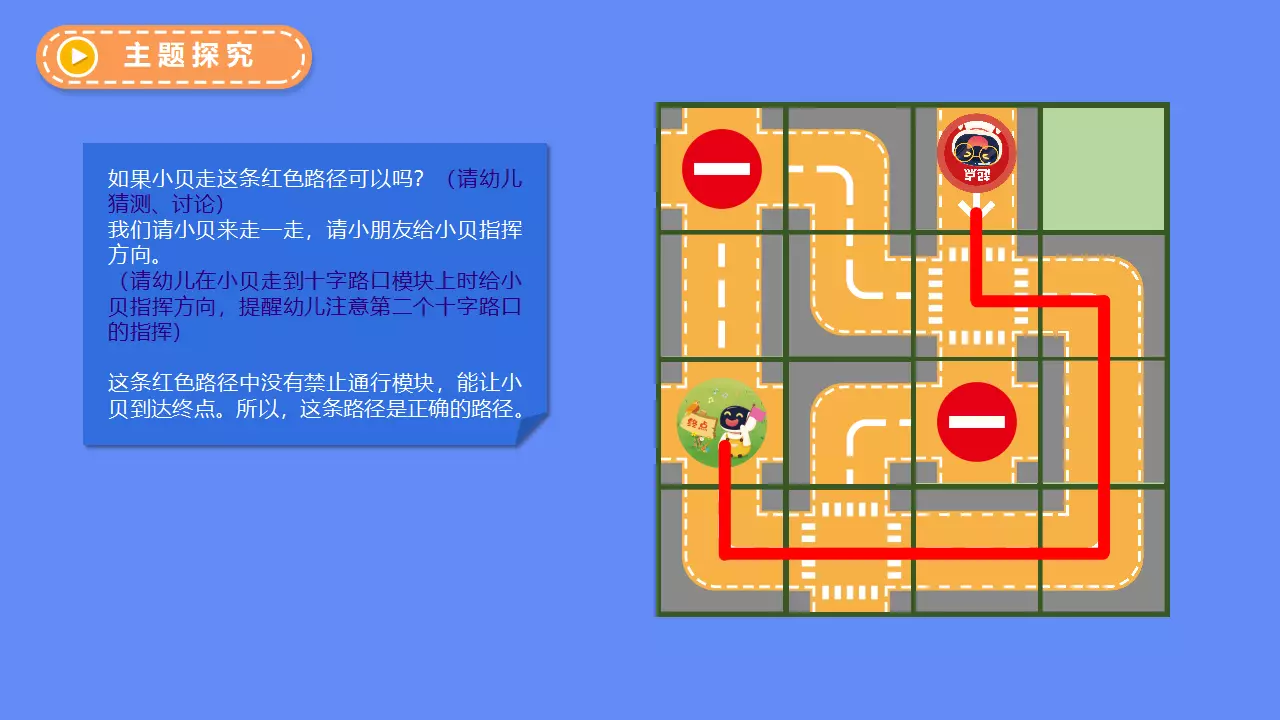 主题探究
如果小贝走这条红色路径可以吗？（请幼儿
猜测、讨论）
我们请小贝来走一走，请小朋友给小贝指挥
方向。
（请幼儿在小贝走到十字路口模块上时给小
贝指挥方向，提醒幼儿注意第二个十字路口
的指挥）
这条红色路径中没有禁止通行模块，能让小
贝到达终点。所以，这条路径是正确的路径。
终点